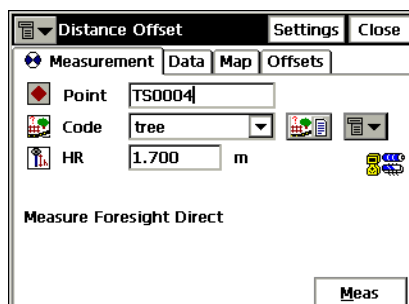 Distance Offset Settings Close
Measurement Data Map Offsets
Point TS0004
Code tree
HR 1.700 m
Measure Foresight Direct
Meas